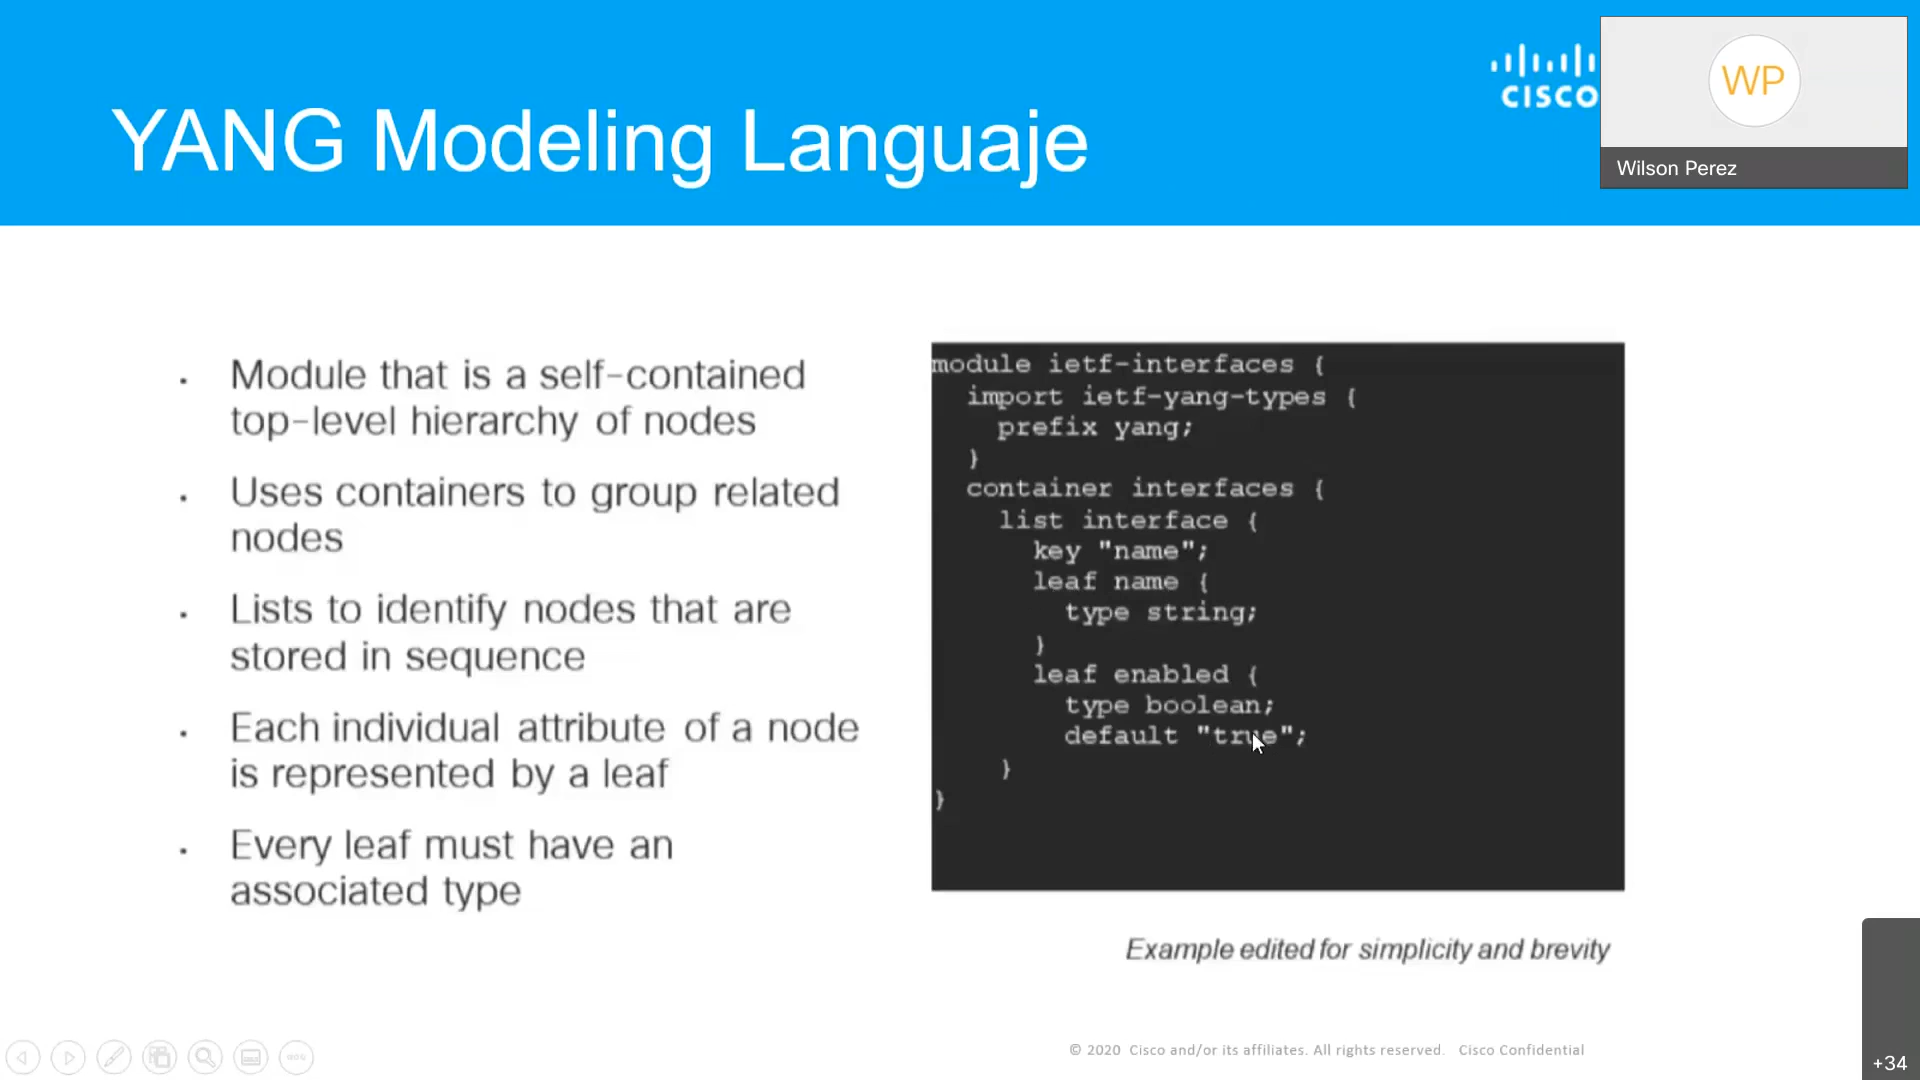 CISCO
WP
Wilson Perez
YANG Modeling Languaje
• Module that is a self-contained
top-level hierarchy of nodes
• Uses containers to group related
nodes
• Lists to identify nodes that are
stored in sequence
• Each individual attribute of a node
is represented by a leaf
• Every leaf must have an
associated type
module ietf-interfaces {
  import ietf-yang-types {
    prefix yang;
  }
  container interfaces {
    list interface {
      key "name";
      leaf name {
        type string;
      }
      leaf enabled {
        type boolean;
        default "true";
    }
}
Example edited for simplicity and brevity
© 2020 Cisco and/or its affiliates. All rights reserved. Cisco Confidential
+34